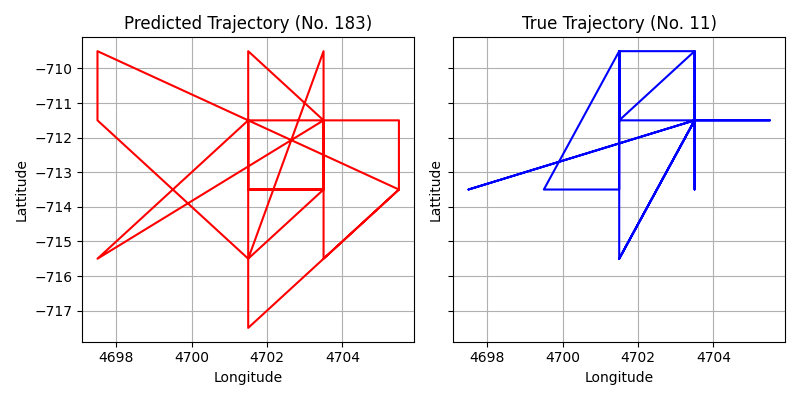 Predicted Trajectory (No. 183)
True Trajectory (No. 11)
−710
−711
−712
−713
−714
−715
−716
−717
Lattitude
Lattitude
4698 4700 4702 4704
4698 4700 4702 4704
Longitude
Longitude